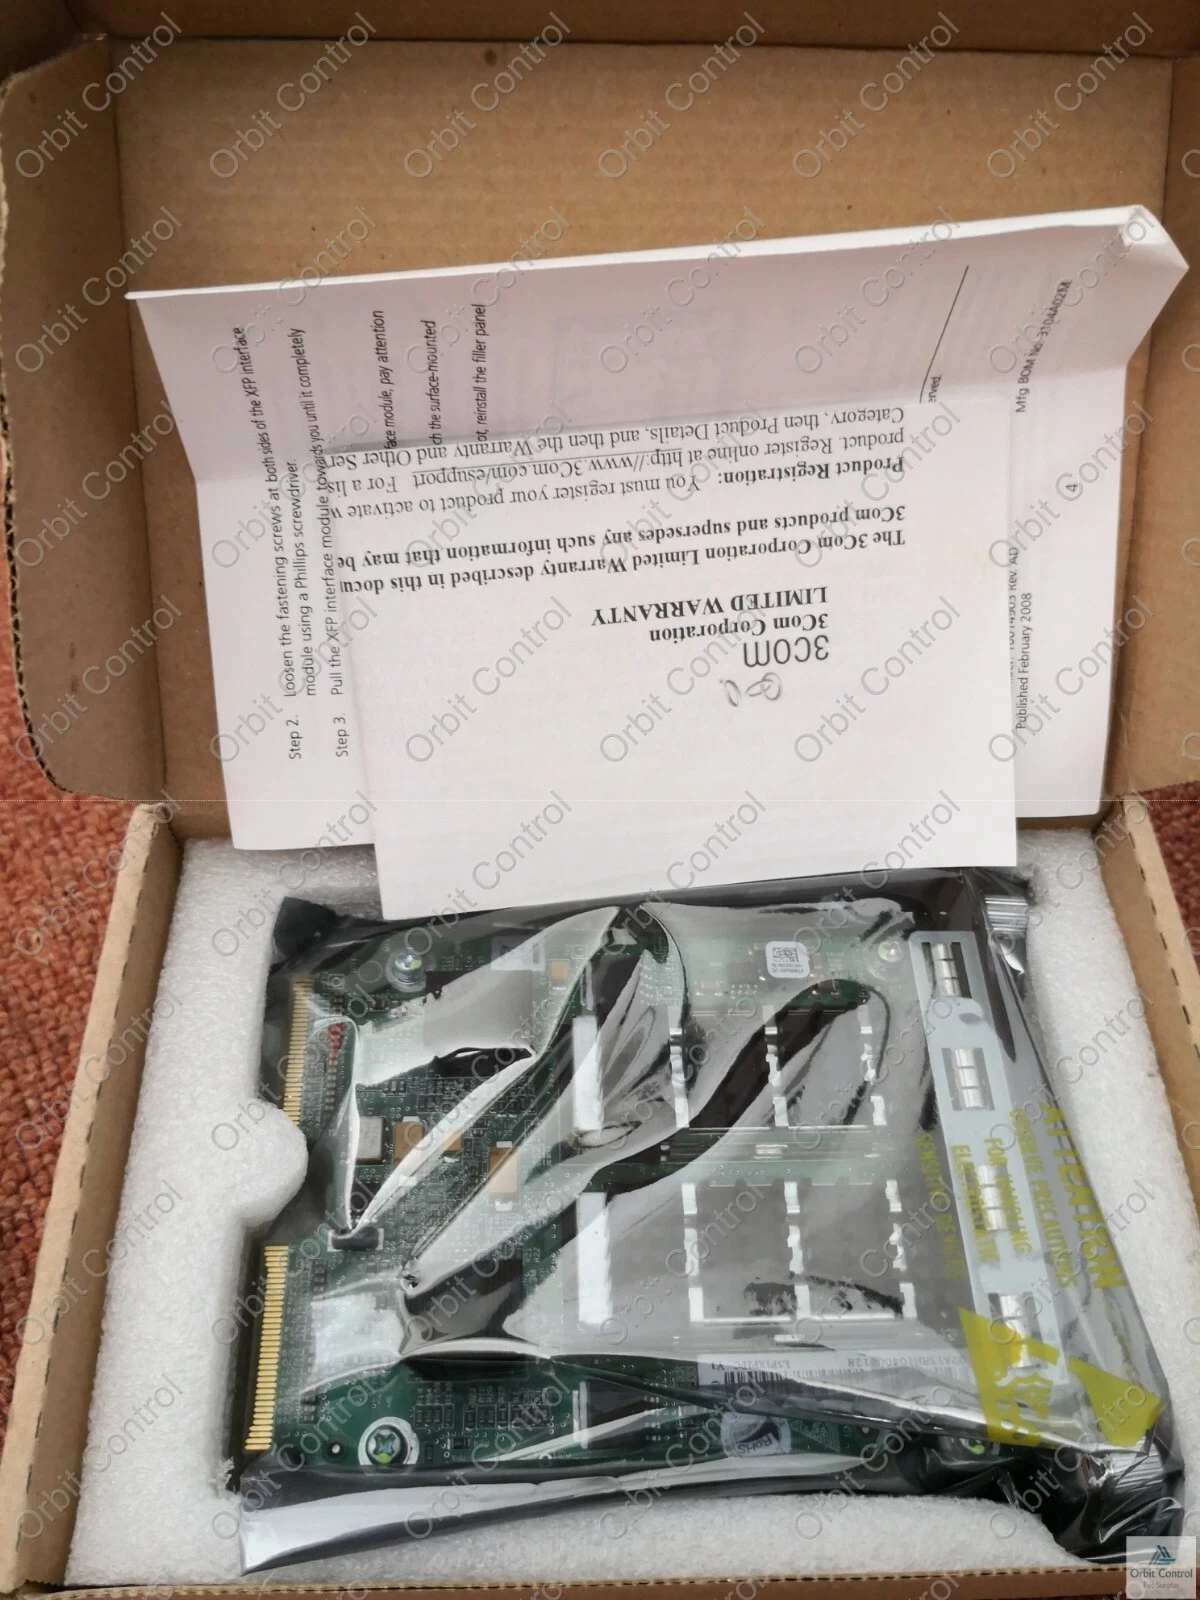 Step 2. Loosen the fastening screws at both sides of the XFP interface
module using a Phillips screwdriver.
Step 3. Pull the XFP interface module towards you until it completely
face module, pay attention
ch the surface-mounted
ot, reinstall the filler panel
erved.
Mfg BOM No: 3104A02M
4
Rev. AD
Published February 2008
3COM
3Com Corporation
LIMITED WARRANTY
The 3Com Corporation Limited Warranty described in this docu
3Com products and supersedes any such information that may be
Product Registration: You must register your product to activate w
product. Register online at http://www.3Com.com/esupport For a lis
Category, then Product Details, and then the Warranty and Other Ser
ATTENTION
OBSERVE PRECAUTIONS
FOR HANDLING
ELECTROSTATIC
SENSITIVE DEVICES
RoHS
Orbit Control
For Surplus